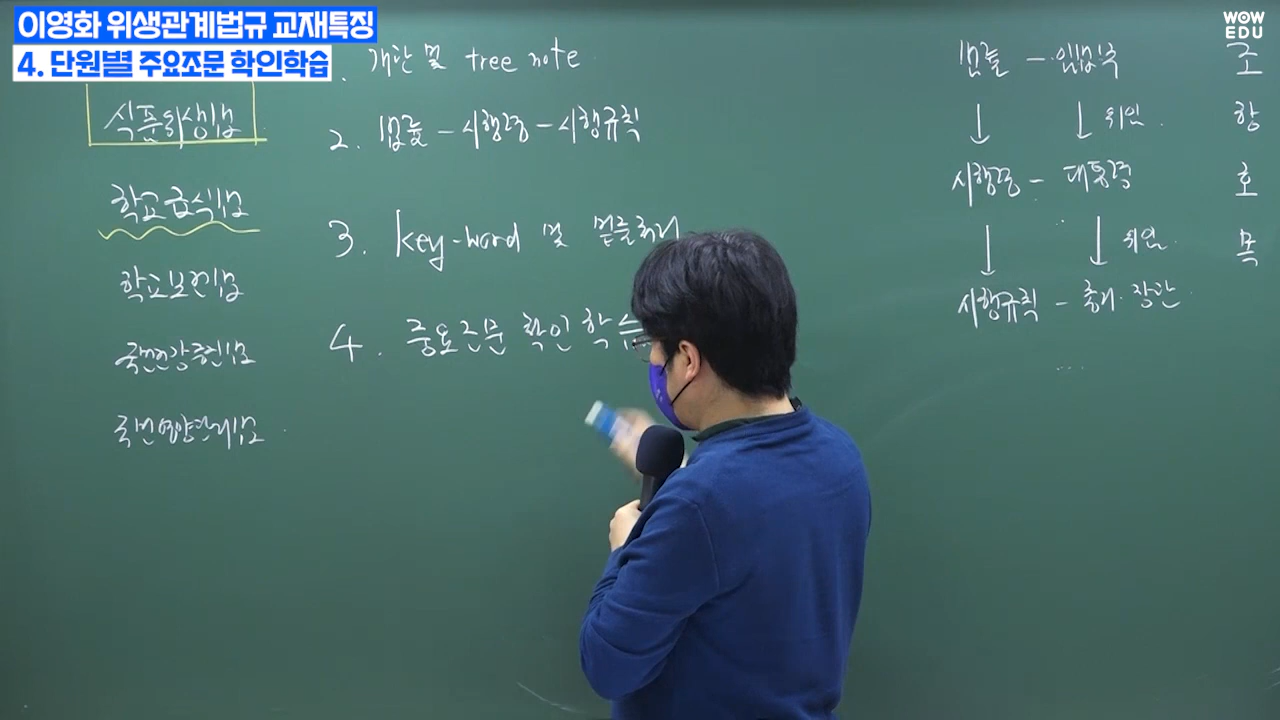 이영화 위생관계법규 교재특징
4. 단원별 주요조문 학인학습
WOW
EDU
식품위생법
학교급식법
학교보건법
국민건강증진법
국민영양관리법
1. 개관 및 tree note
2. 법률 - 시행령 - 시행규칙
3. key-word 및 법률축약
4. 중요조문 확인 학습
법률 - 입법부
↓ ↓ 위임
시행령 - 대통령
↓ ↓ 위임
시행규칙 - 총리·장관
...
조
항
호
목